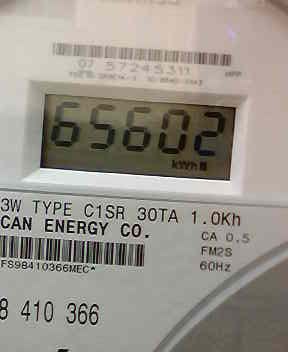 07 57245311 MPP
65602
kWh
3W TYPE C1SR 30TA 1.0Kh
CAN ENERGY CO. CA 0.5
FM2S
FS98410366MEC* 60Hz
8 410 366